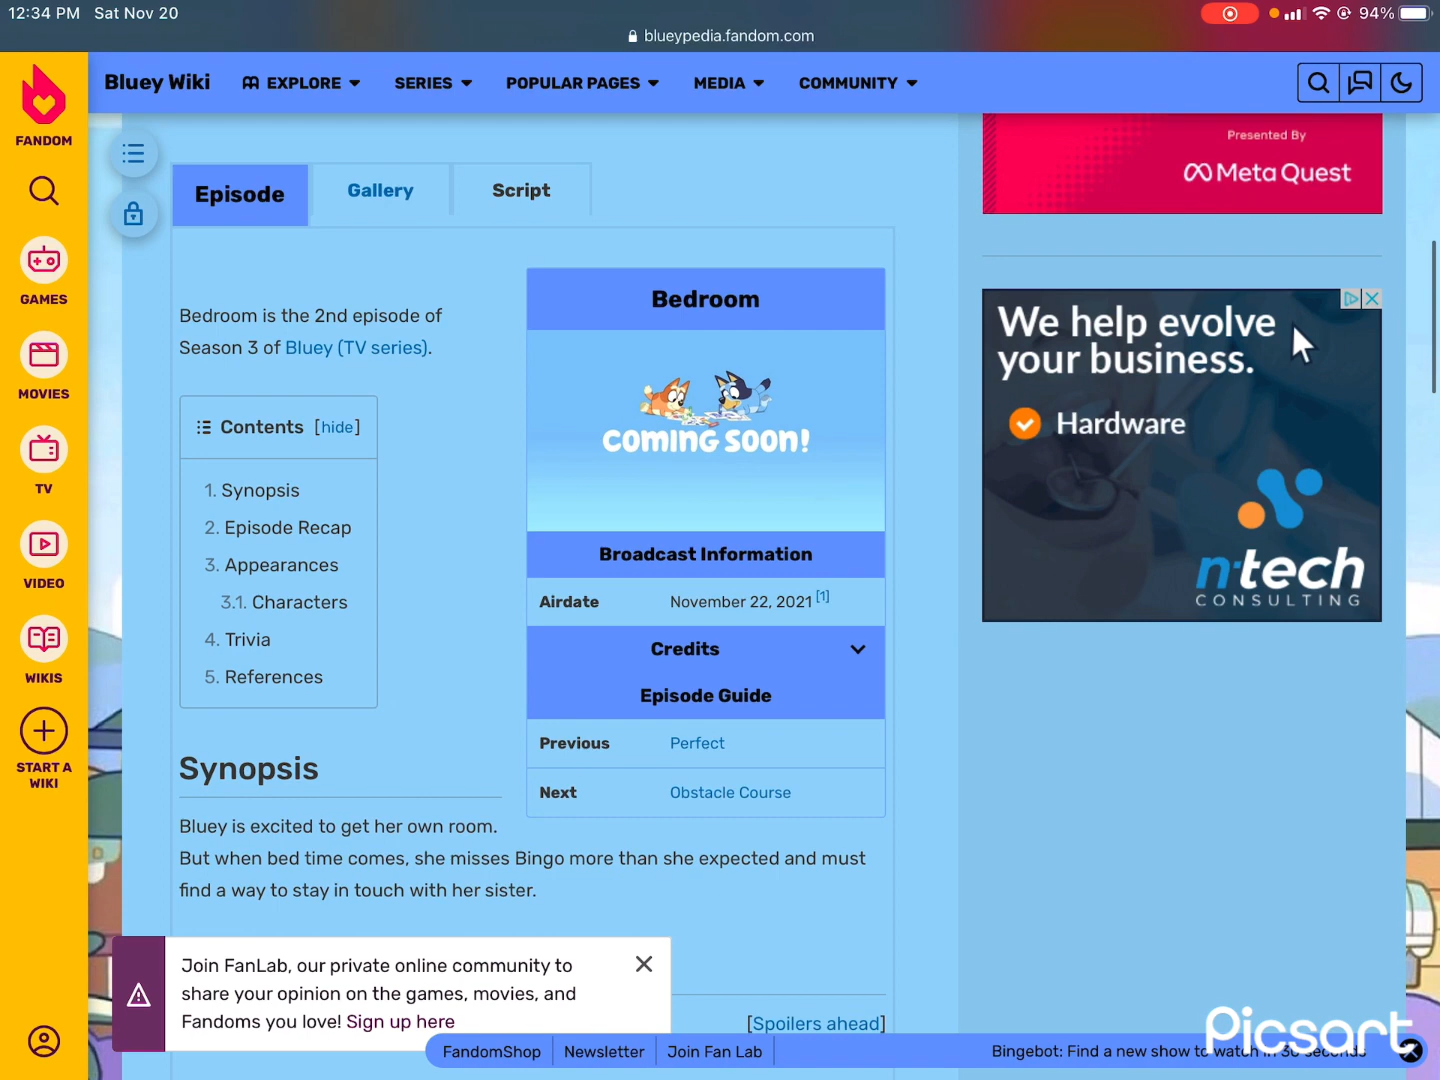 12:34 PM Sat Nov 20
94%
blueypedia.fandom.com
FANDOM
GAMES
MOVIES
TV
VIDEO
WIKIS
START A
WIKI
Bluey Wiki
EXPLORE
SERIES
POPULAR PAGES
MEDIA
COMMUNITY
Episode
Gallery
Script
Bedroom is the 2nd episode of
Season 3 of Bluey (TV series).
Contents [hide]
1. Synopsis
2. Episode Recap
3. Appearances
3.1. Characters
4. Trivia
5. References
Bedroom
COMING SOON!
Broadcast Information
Airdate November 22, 2021 [1]
Credits
Episode Guide
Previous Perfect
Next Obstacle Course
Synopsis
Bluey is excited to get her own room.
But when bed time comes, she misses Bingo more than she expected and must
find a way to stay in touch with her sister.
[Spoilers ahead]
Presented By
Meta Quest
We help evolve
your business.
Hardware
n·tech
CONSULTING
Join FanLab, our private online community to
share your opinion on the games, movies, and
Fandoms you love! Sign up here
FandomShop
Newsletter
Join Fan Lab
Bingebot: Find a new show to watch in 30 seconds
Picsart